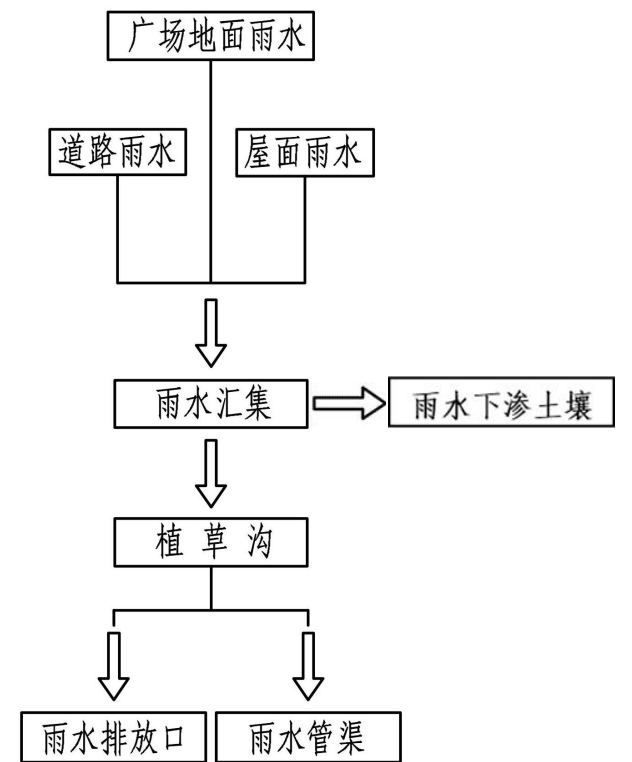 广场地面雨水
道路雨水
屋面雨水
雨水汇集
雨水下渗土壤
植草沟
雨水排放口
雨水管渠